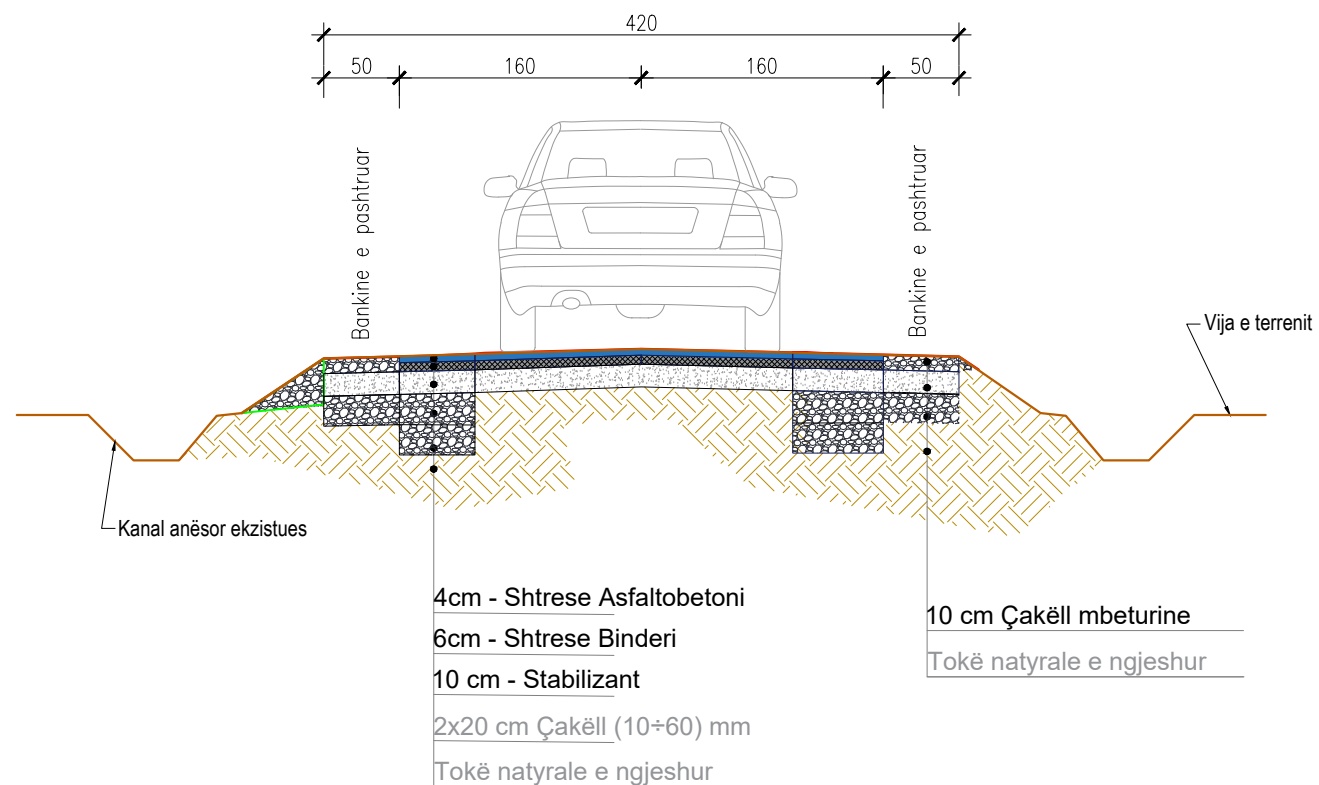 420
50 160 160 50
Bankine e pashtruar
Bankine e pashtruar
Vija e terrenit
Kanal anësor ekzistues
4cm - Shtrese Asfaltobetoni
6cm - Shtrese Binderi
10 cm - Stabilizant
2x20 cm Çakëll (10÷60) mm
Tokë natyrale e ngjeshur
10 cm Çakëll mbeturine
Tokë natyrale e ngjeshur